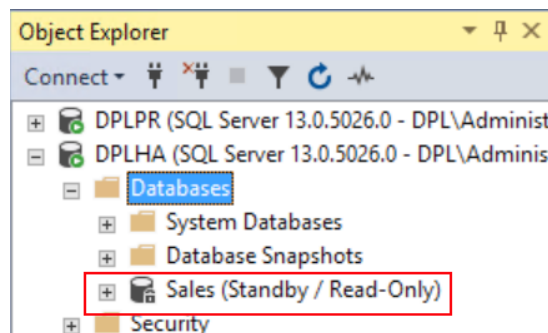 Object Explorer
Connect
DPLPR (SQL Server 13.0.5026.0 - DPL\Administ
DPLHA (SQL Server 13.0.5026.0 - DPL\Adminis
Databases
System Databases
Database Snapshots
Sales (Standby / Read-Only)
Security